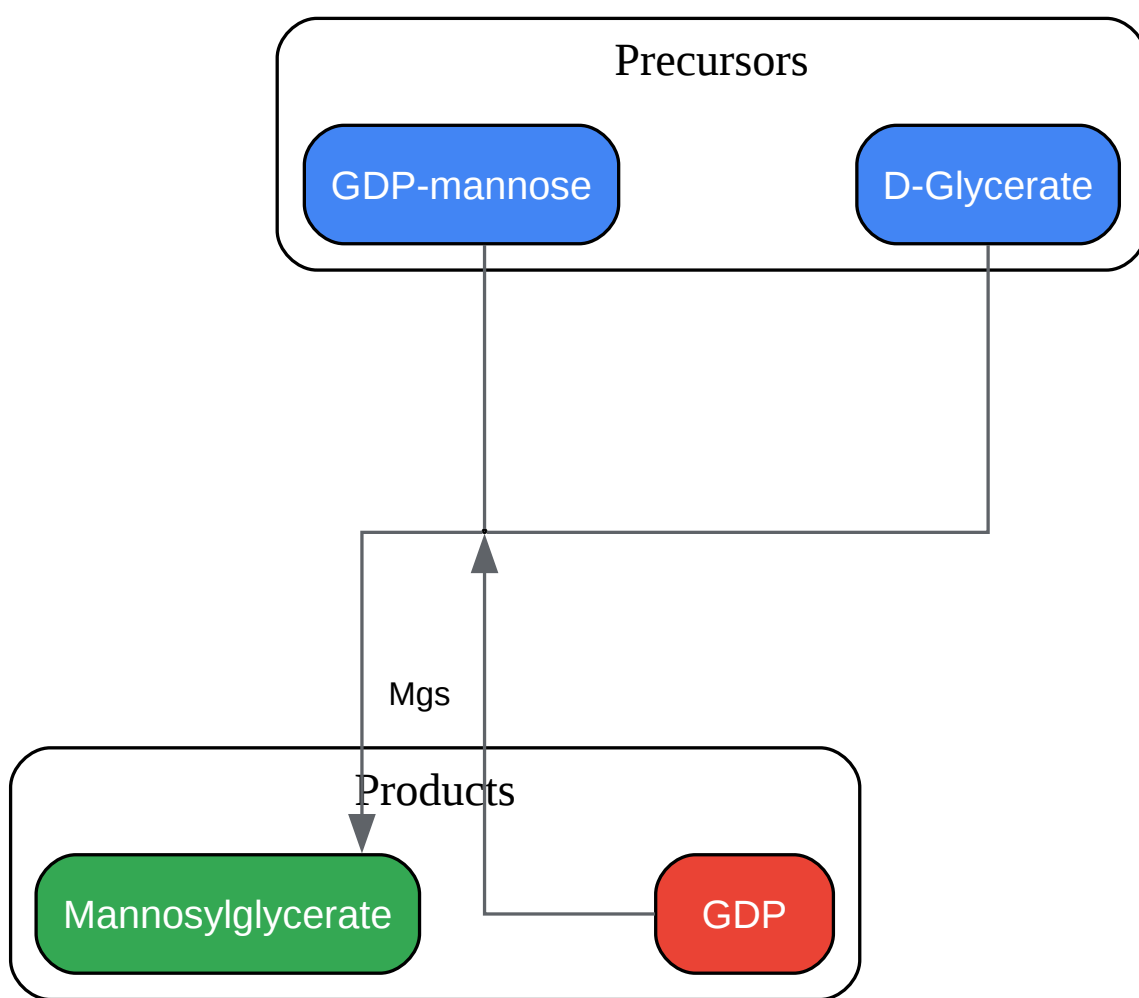 Precursors
GDP-mannose
D-Glycerate
Mgs
Products
Mannosylglycerate
GDP